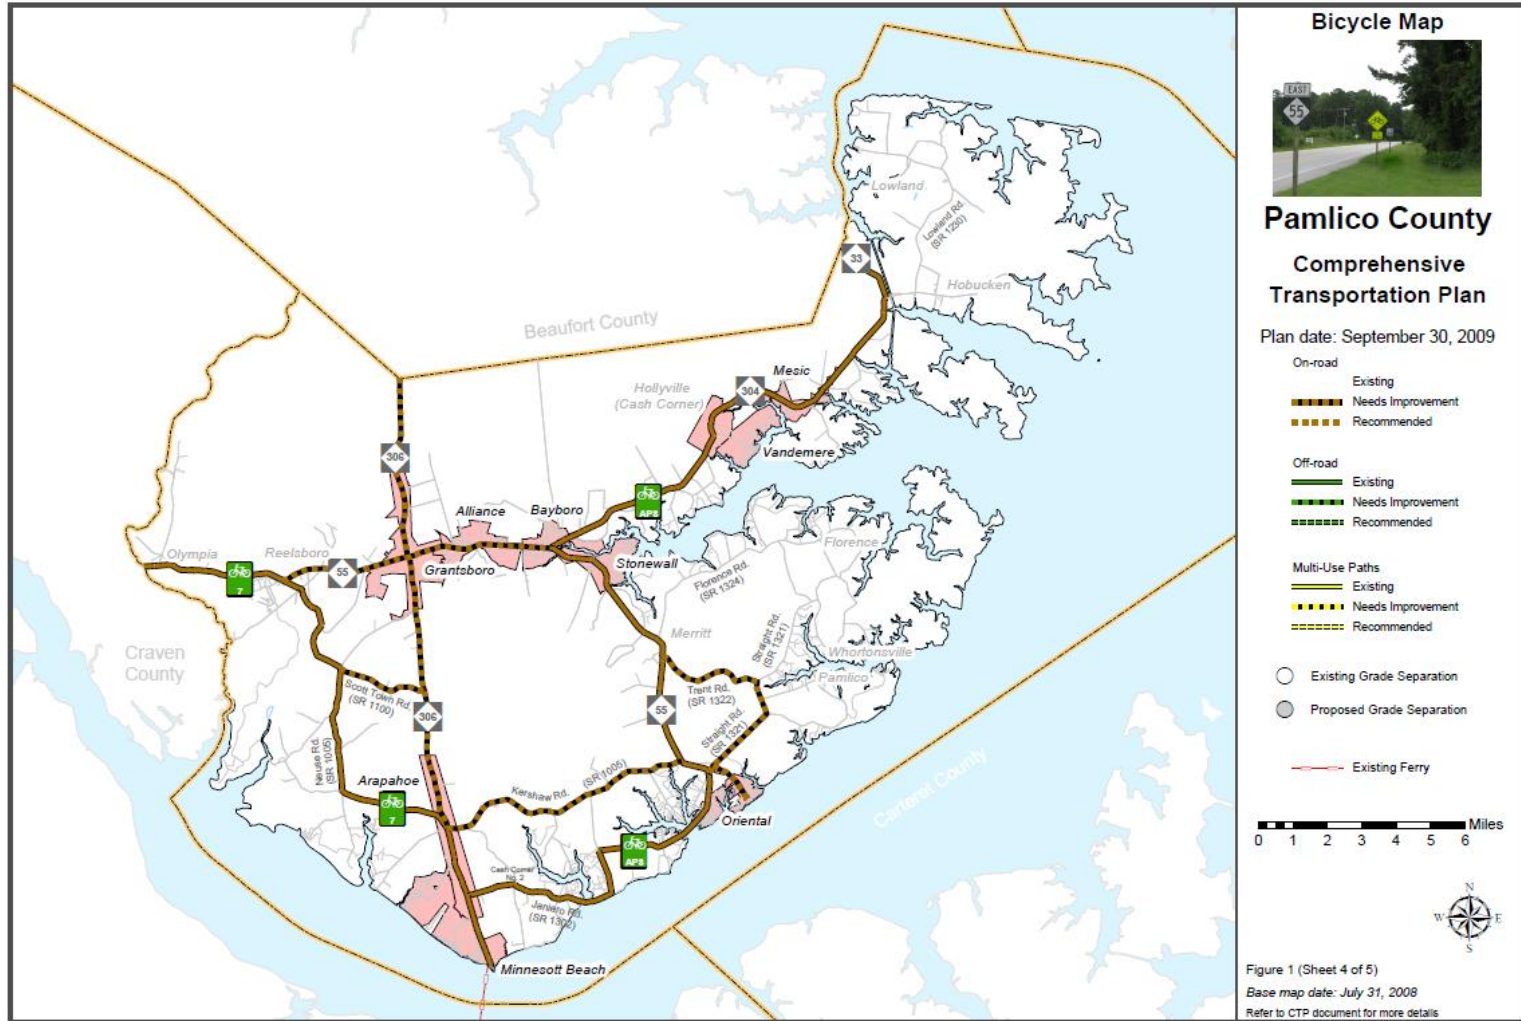 Bicycle Map
EAST
55
Pamlico County
Comprehensive
Transportation Plan
Plan date: September 30, 2009
On-road
Existing
Needs Improvement
Recommended
Off-road
Existing
Needs Improvement
Recommended
Multi-Use Paths
Existing
Needs Improvement
Recommended
Existing Grade Separation
Proposed Grade Separation
Existing Ferry
Miles
0 1 2 3 4 5 6
N
W E
S
Figure 1 (Sheet 4 of 5)
Base map date: July 31, 2008
Refer to CTP document for more details
Lowland
Lowland Rd.
(SR 1230)
33
Hobucken
Beaufort County
Mesic
Hollyville
(Cash Corner)
304
Vandemere
306
AP8
Alliance
Bayboro
Olympia
Reelsboro
7
55
Grantsboro
Stonewall
Florence
Florence Rd.
(SR 1324)
Merritt
Straight Rd.
(SR 1321)
Whortonsville
Pamlico
Craven
County
Scott Town Rd.
(SR 1100)
306
Trent Rd.
(SR 1322)
55
Straight Rd.
(SR 1321)
Neuse Rd.
(SR 1005)
Arapahoe
7
Kershaw Rd.
(SR 1005)
Carteret County
Oriental
AP8
Cash Corner
No. 2
Janiero Rd.
(SR 1302)
Minnesott Beach